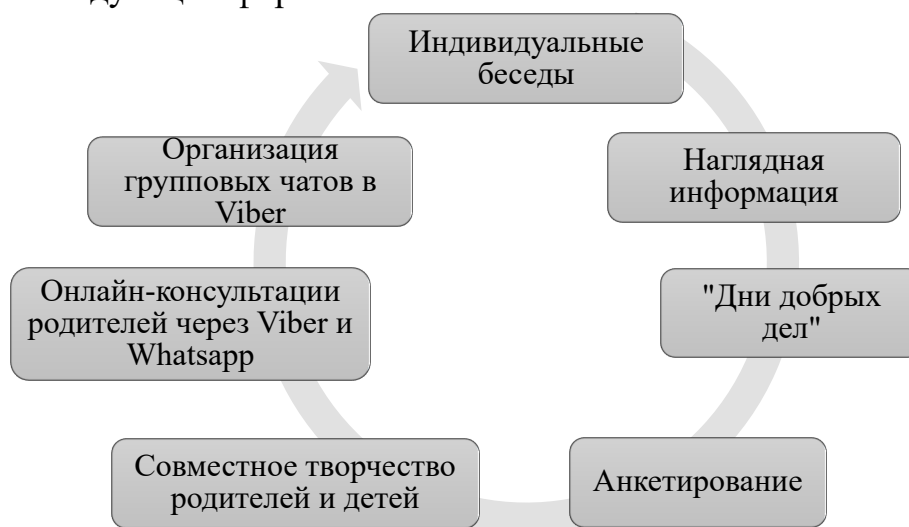 Индивидуальные
беседы
Наглядная
информация
"Дни добрых
дел"
Анкетирование
Совместное творчество
родителей и детей
Онлайн-консультации
родителей через Viber и
Whatsapp
Организация
групповых чатов в
Viber